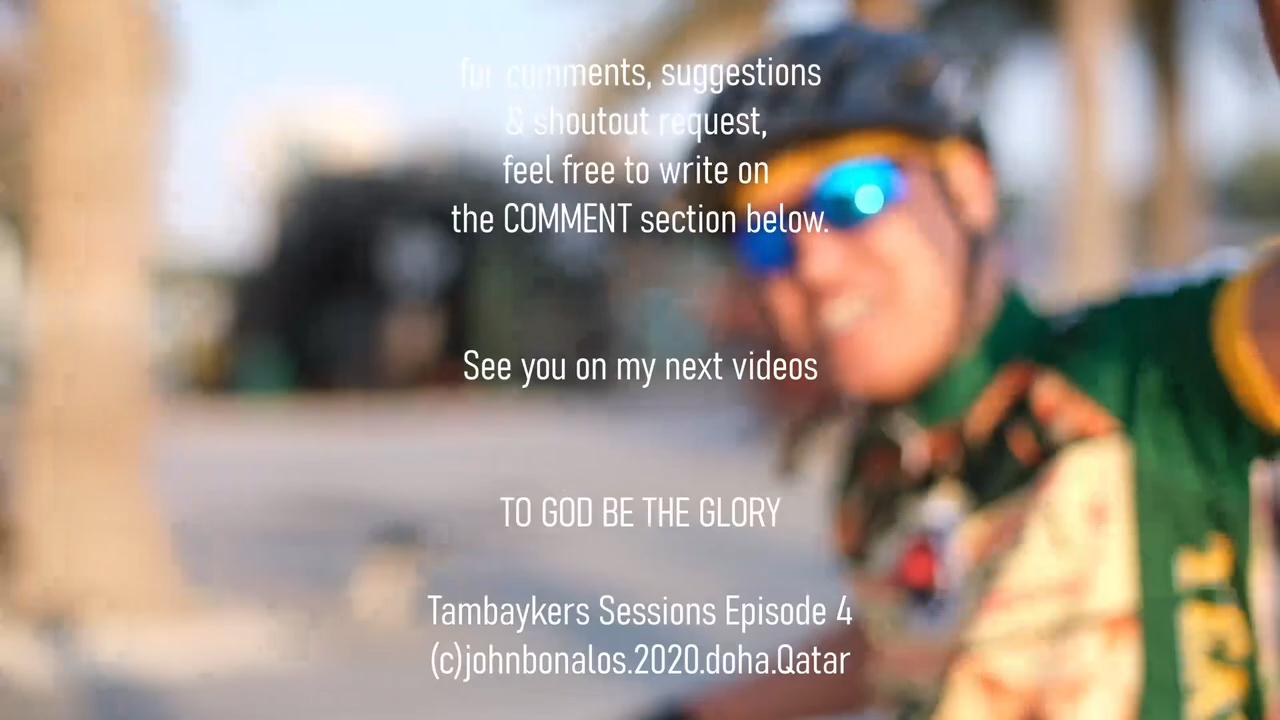 for comments, suggestions
& shoutout request,
feel free to write on
the COMMENT section below.
See you on my next videos
TO GOD BE THE GLORY
Tambaykers Sessions Episode 4
(c)johnbonalos.2020.doha.Qatar